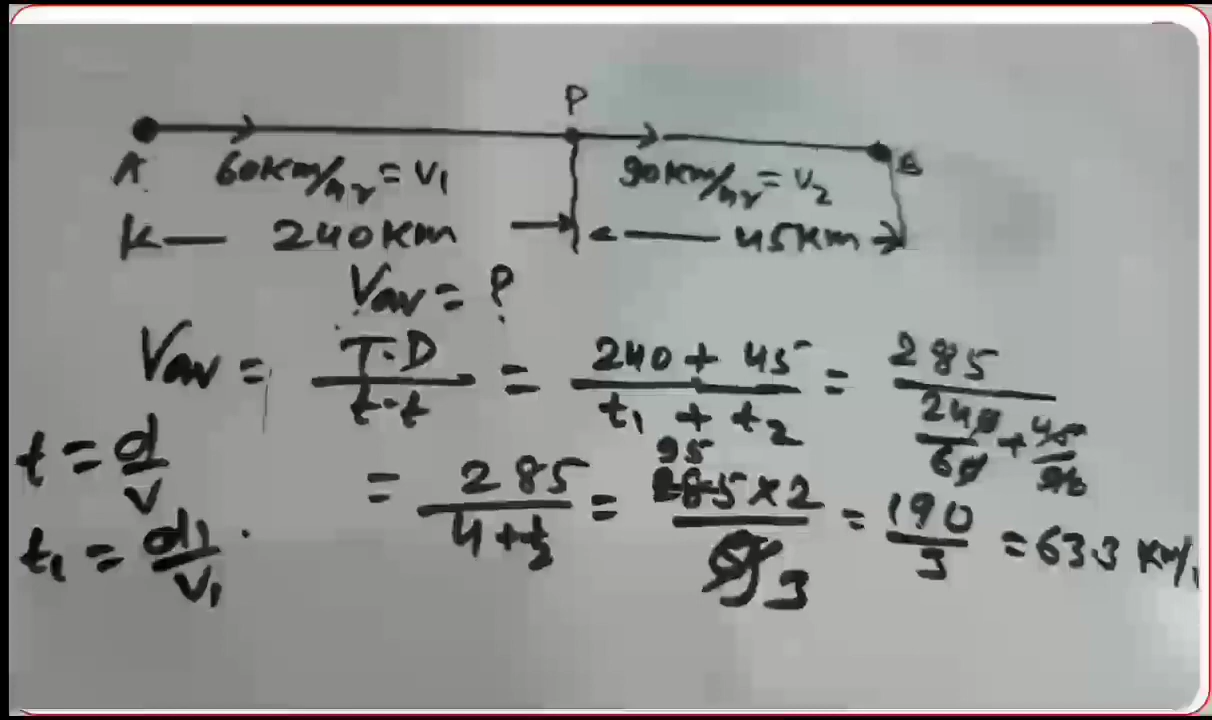 P
A 60km/hr = V₁ 90km/hr = V₂ B
240km 45km
Vav = ?
Vav = T.D / t.t = 240 + 45 / t₁ + t₂ = 285 / 240/60 + 45/90
t = d/v = 285 / 4 + 1/2 = 95 285×2 / 9 3 = 190/3 = 63.3 km/
t₁ = d₁/V₁